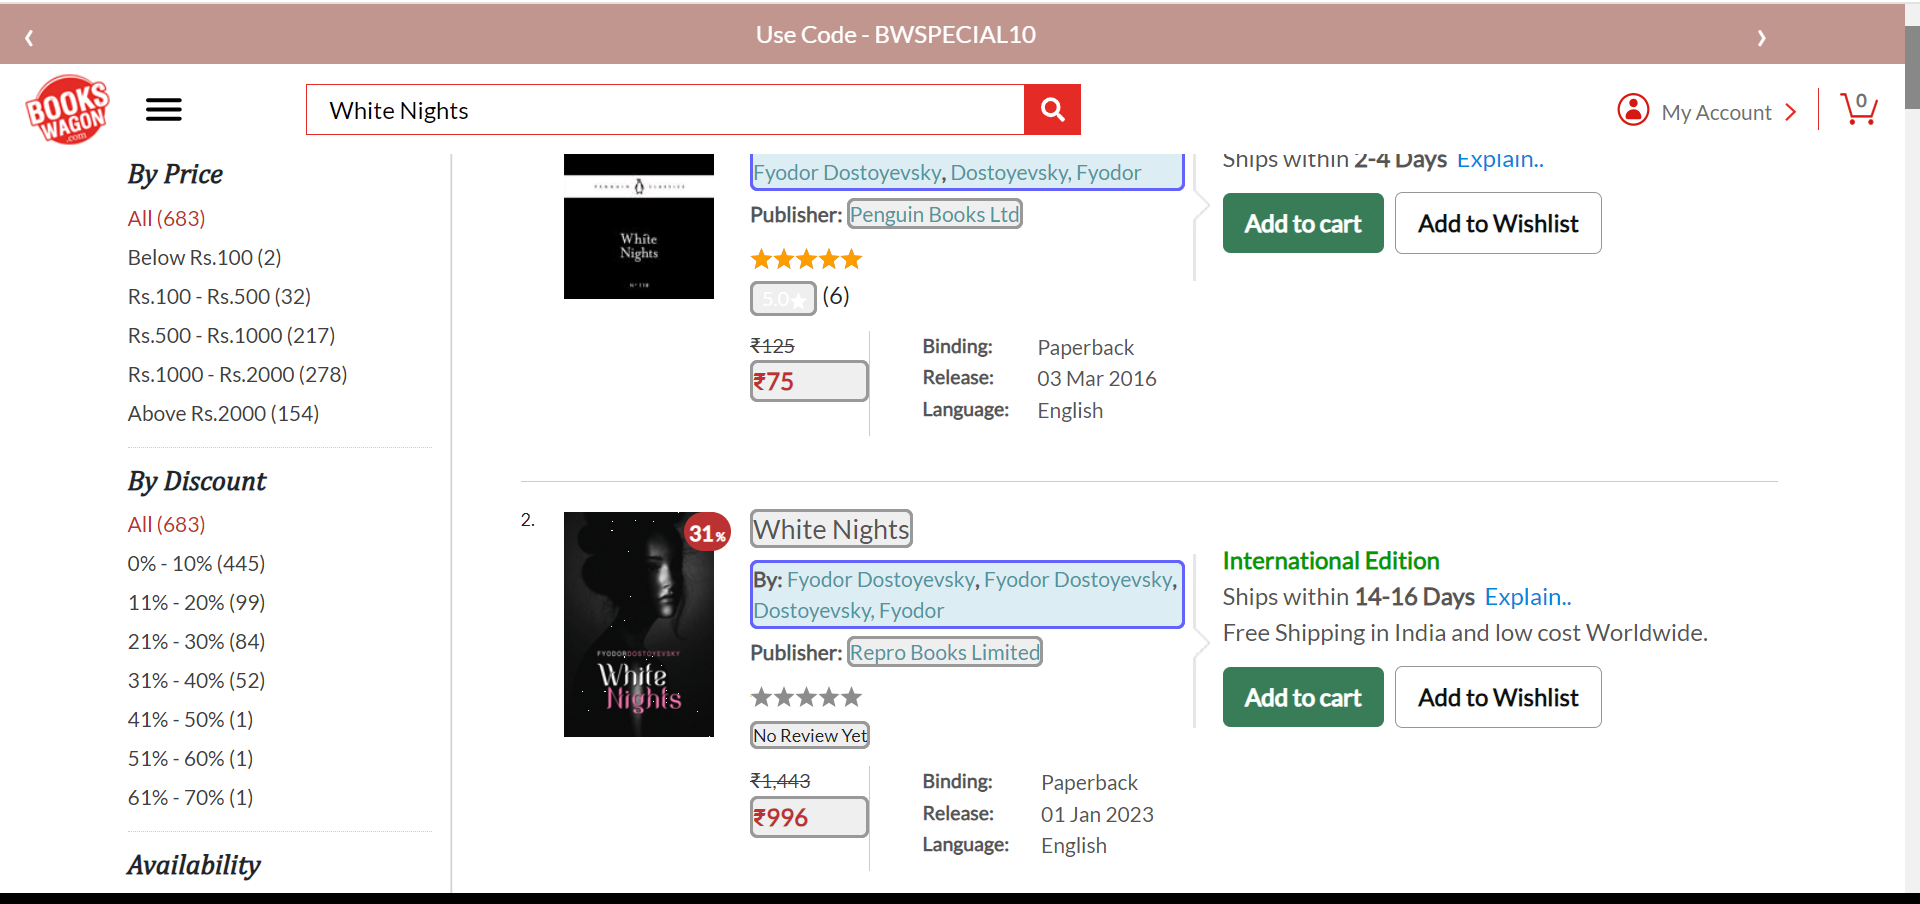 Use Code - BWSPECIAL10
BOOKS
WAGON
.com
White Nights
My Account
0
By Price
All (683)
Below Rs.100 (2)
Rs.100 - Rs.500 (32)
Rs.500 - Rs.1000 (217)
Rs.1000 - Rs.2000 (278)
Above Rs.2000 (154)
By Discount
All (683)
0% - 10% (445)
11% - 20% (99)
21% - 30% (84)
31% - 40% (52)
41% - 50% (1)
51% - 60% (1)
61% - 70% (1)
Availability
PENGUIN CLASSICS
White
Nights
Nº 118
Fyodor Dostoyevsky, Dostoyevsky, Fyodor
Publisher: Penguin Books Ltd
5.0★ (6)
₹125
₹75
Binding: Paperback
Release: 03 Mar 2016
Language: English
Ships within 2-4 Days Explain..
Add to cart Add to Wishlist
2.
31%
FYODORDOSTOYEVSKY
White
Nights
White Nights
By: Fyodor Dostoyevsky, Fyodor Dostoyevsky,
Dostoyevsky, Fyodor
Publisher: Repro Books Limited
No Review Yet
₹1,443
₹996
Binding: Paperback
Release: 01 Jan 2023
Language: English
International Edition
Ships within 14-16 Days Explain..
Free Shipping in India and low cost Worldwide.
Add to cart Add to Wishlist